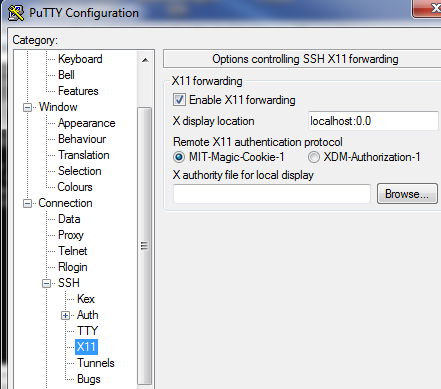 PuTTY Configuration
Category:
Keyboard
Bell
Features
Window
Appearance
Behaviour
Translation
Selection
Colours
Connection
Data
Proxy
Telnet
Rlogin
SSH
Kex
Auth
TTY
X11
Tunnels
Bugs
Options controlling SSH X11 forwarding
X11 forwarding
Enable X11 forwarding
X display location localhost:0.0
Remote X11 authentication protocol
MIT-Magic-Cookie-1 XDM-Authorization-1
X authority file for local display
Browse...